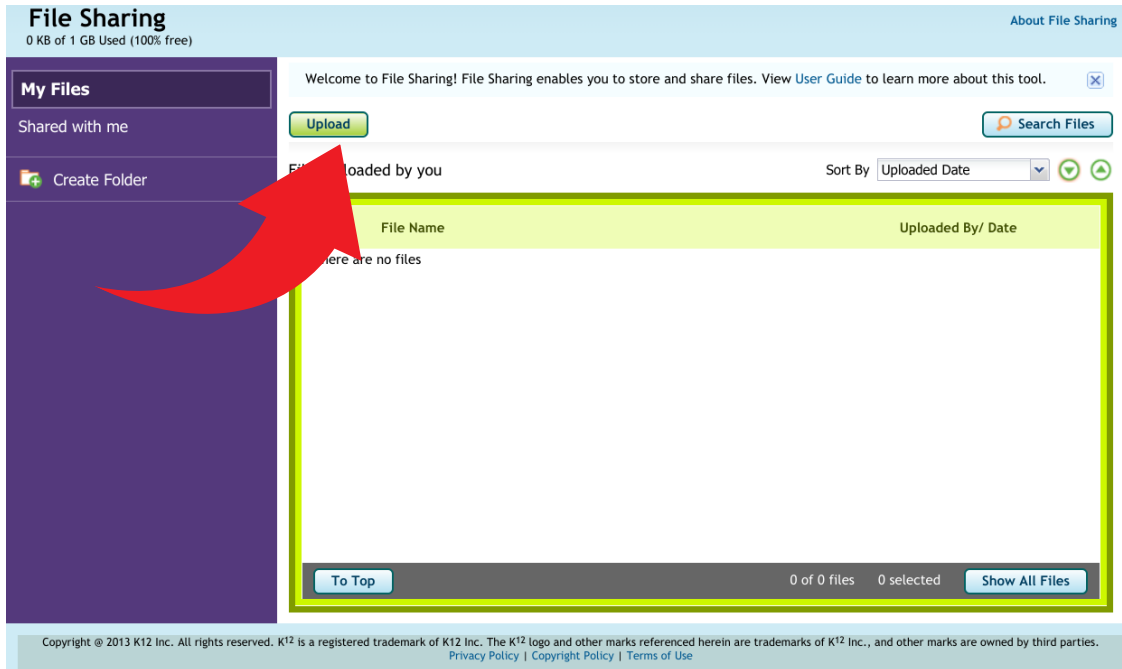 File Sharing
0 KB of 1 GB Used (100% free)
About File Sharing
My Files
Shared with me
Create Folder
Welcome to File Sharing! File Sharing enables you to store and share files. View User Guide to learn more about this tool.
Upload
Search Files
by you
Sort By Uploaded Date
File Name
Uploaded By/ Date
are no files
To Top
0 of 0 files
0 selected
Show All Files
Copyright @ 2013 K12 Inc. All rights reserved. K12 is a registered trademark of K12 Inc. The K12 logo and other marks referenced herein are trademarks of K12 Inc., and other marks are owned by third parties.
Privacy Policy | Copyright Policy | Terms of Use